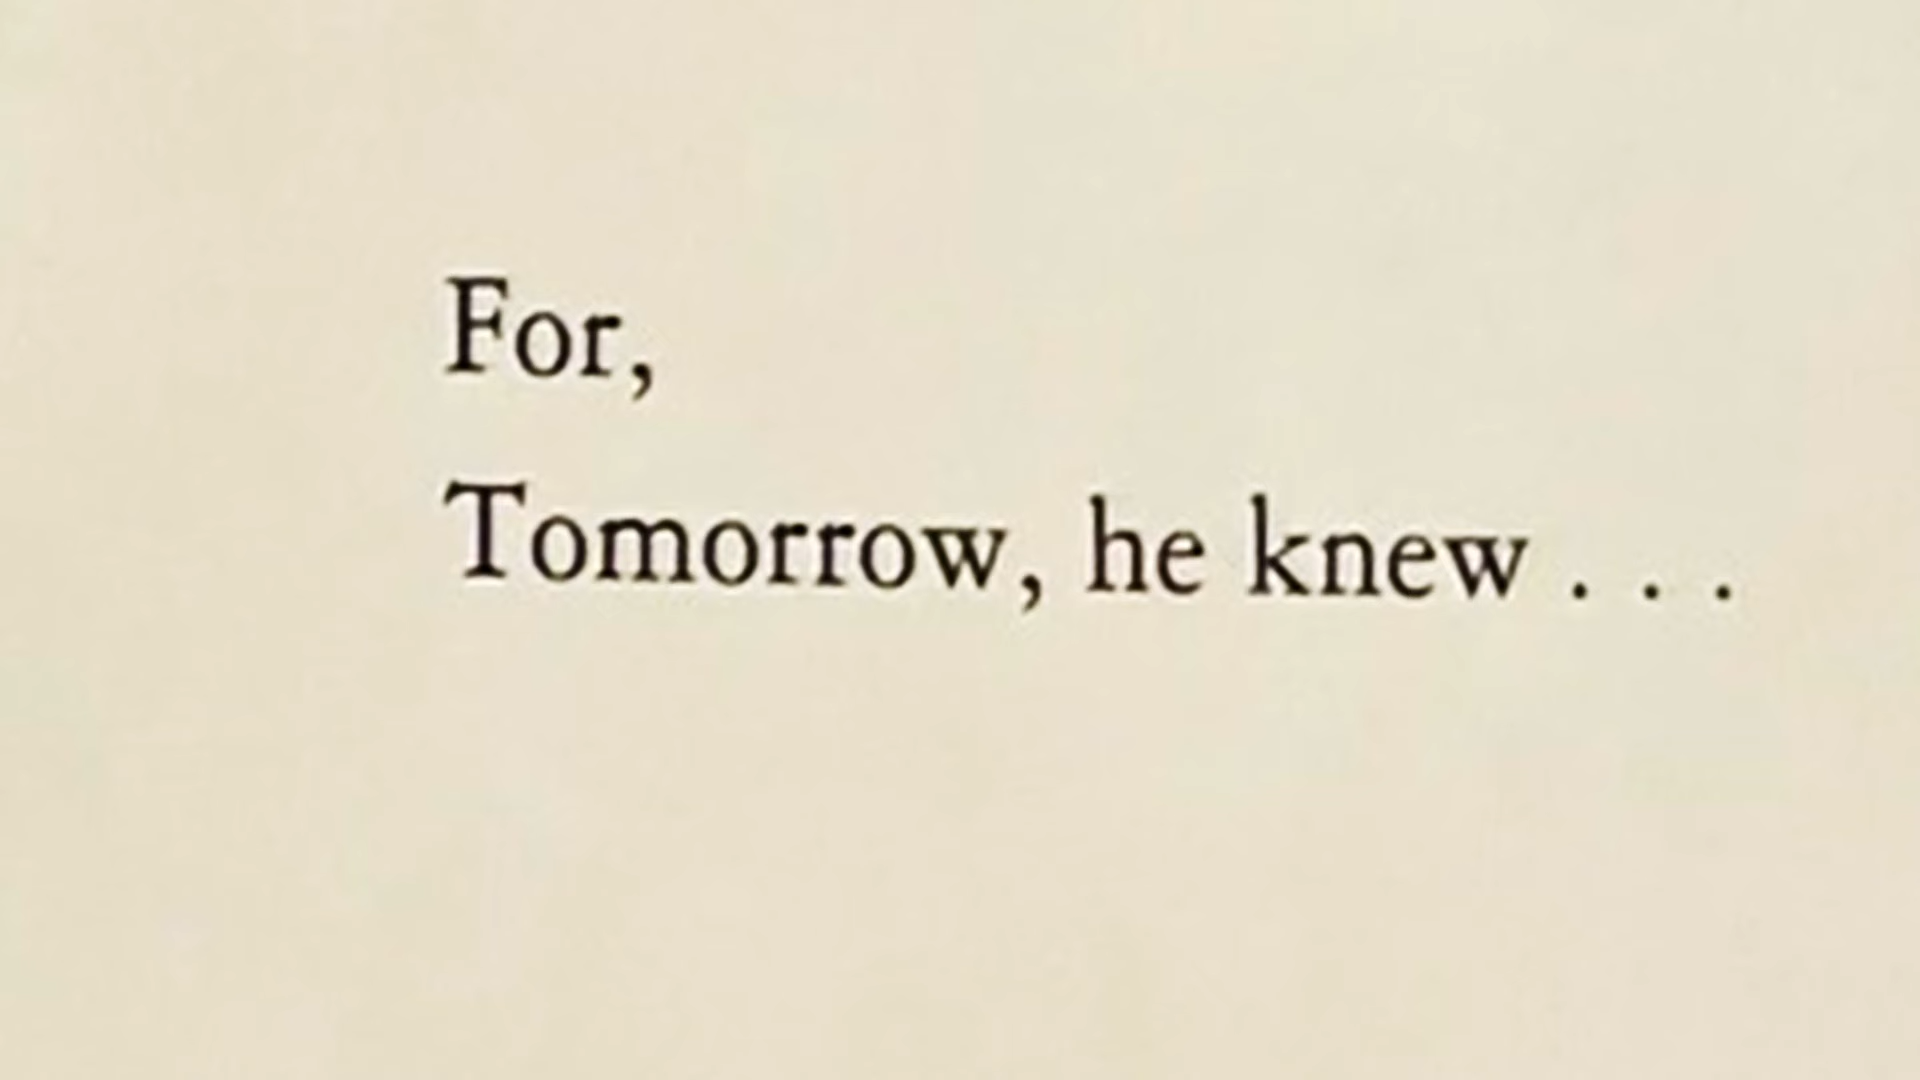 For,
Tomorrow, he knew . . .